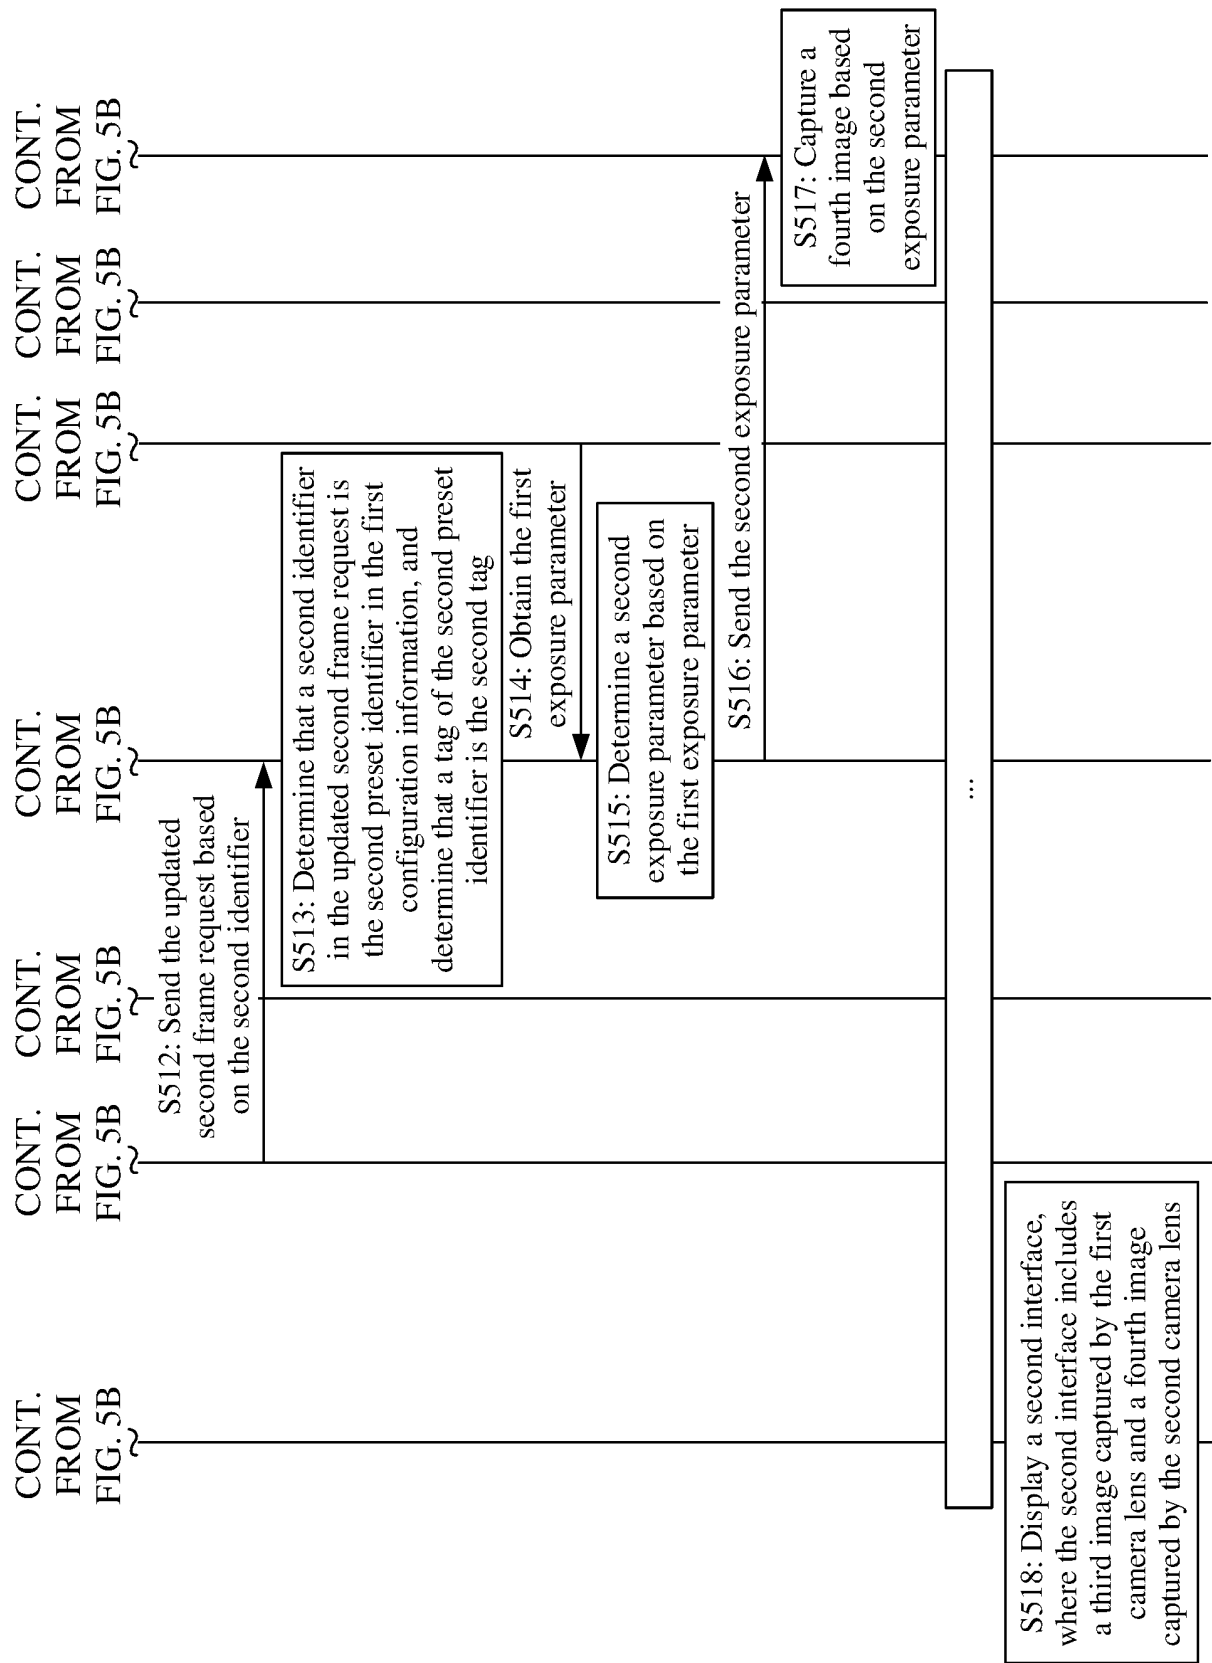 CONT.
FROM
FIG. 5B
CONT.
FROM
FIG. 5B
CONT.
FROM
FIG. 5B
CONT.
FROM
FIG. 5B
CONT.
FROM
FIG. 5B
CONT.
FROM
FIG. 5B
CONT.
FROM
FIG. 5B
S512: Send the updated
second frame request based
on the second identifier
S513: Determine that a second identifier
in the updated second frame request is
the second preset identifier in the first
configuration information, and
determine that a tag of the second preset
identifier is the second tag
S514: Obtain the first
exposure parameter
S515: Determine a second
exposure parameter based on
the first exposure parameter
S516: Send the second exposure parameter
S517: Capture a
fourth image based
on the second
exposure parameter
...
S518: Display a second interface,
where the second interface includes
a third image captured by the first
camera lens and a fourth image
captured by the second camera lens